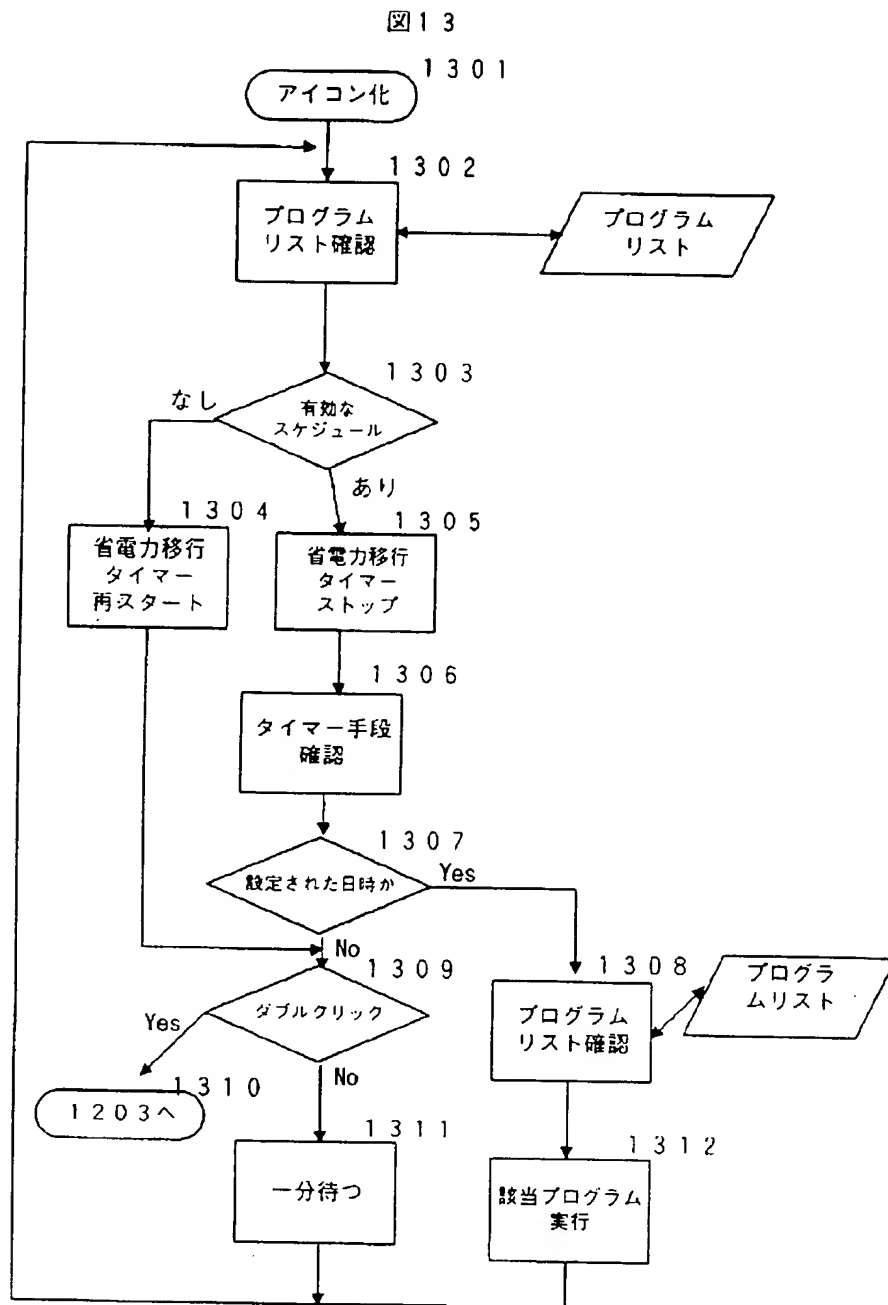 図13
1301
アイコン化
1302
プログラム
リスト確認
プログラム
リスト
1303
なし
有効な
スケジュール
あり
1304
1305
省電力移行
タイマー
再スタート
省電力移行
タイマー
ストップ
1306
タイマー手段
確認
1307
設定された日時か
Yes
No
1309
1308
プログラ
ムリスト
ダブルクリック
プログラム
リスト確認
Yes
No
1310
1203へ
1311
1312
一分待つ
該当プログラム
実行